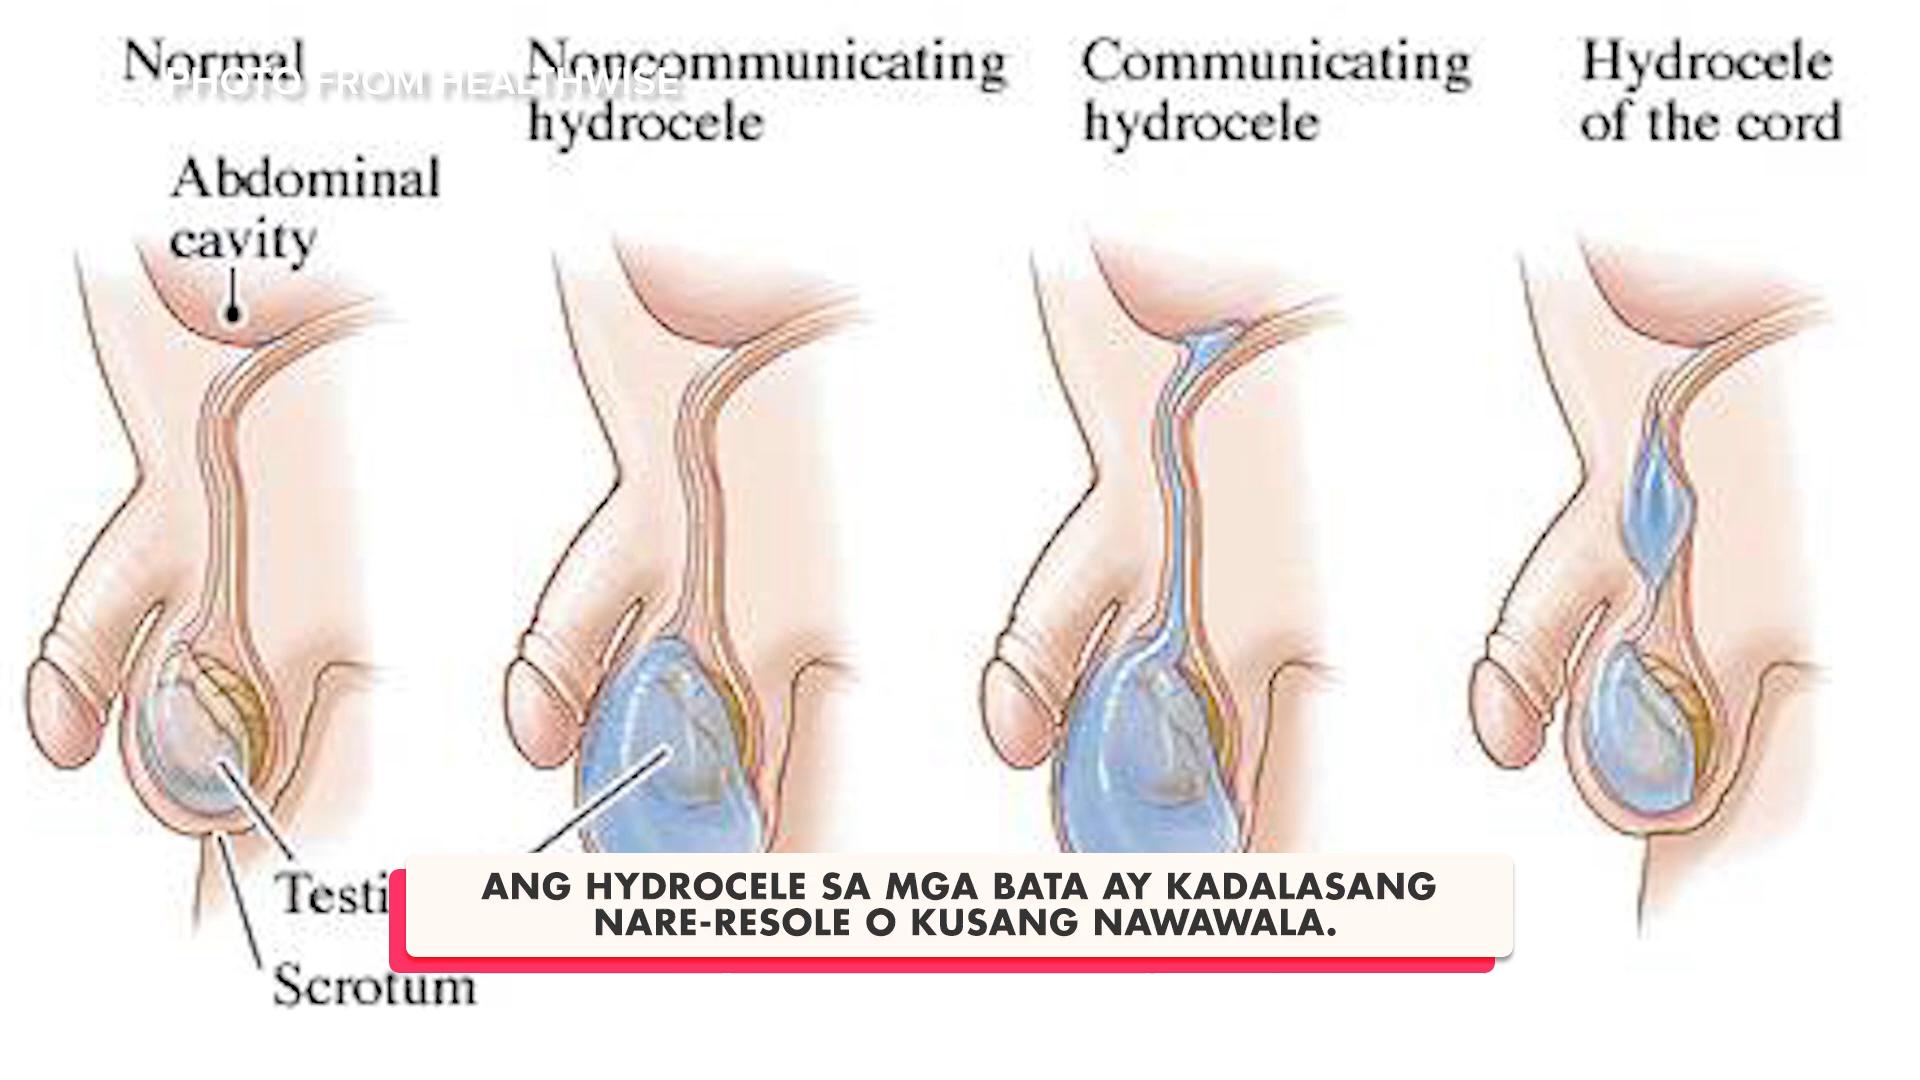 Normal
PHOTO FROM HEALTHWISE
Noncommunicating
hydrocele
Communicating
hydrocele
Hydrocele
of the cord
Abdominal
cavity
Testi
Scrotum
ANG HYDROCELE SA MGA BATA AY KADALASANG
NARE-RESOLE O KUSANG NAWAWALA.